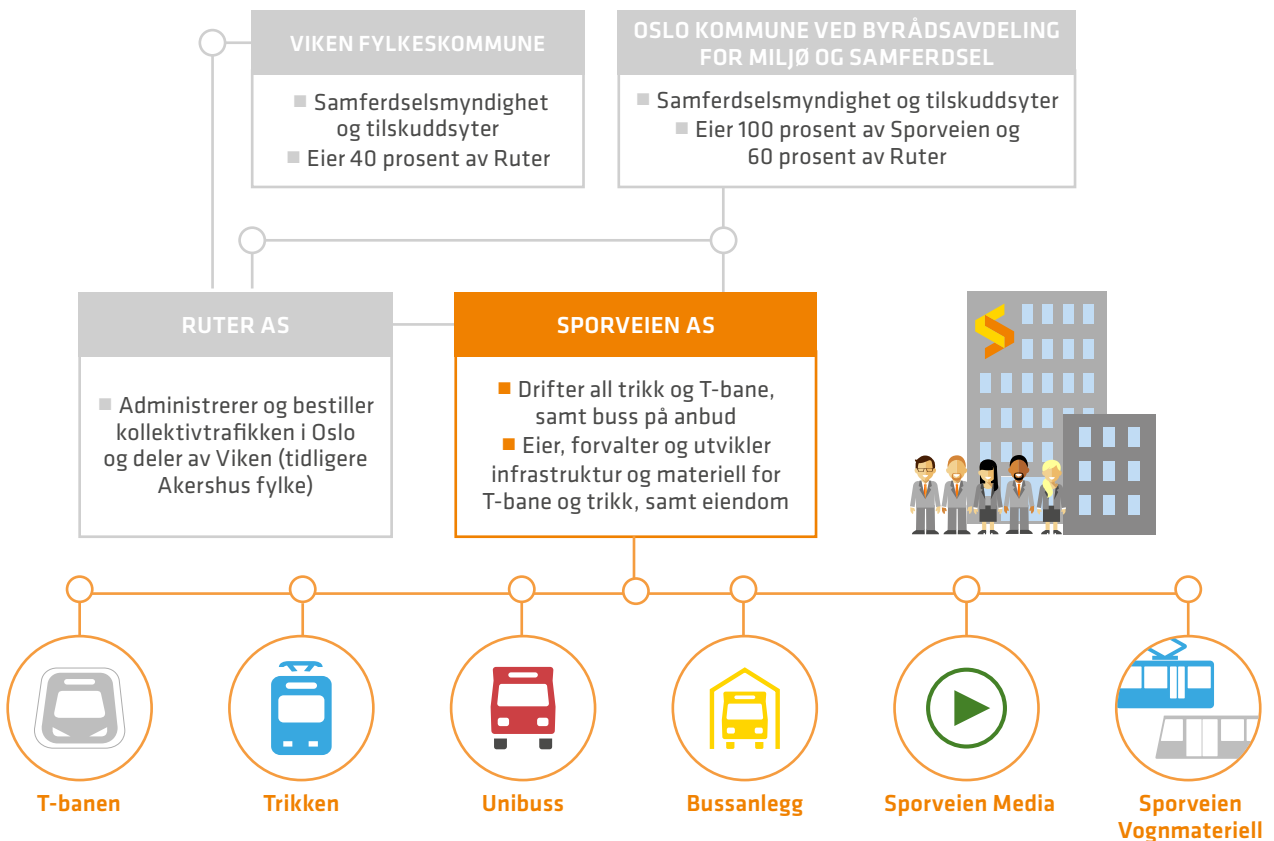 VIKEN FYLKESKOMMUNE
■ Samferdselsmyndighet
og tilskuddsyter
■ Eier 40 prosent av Ruter
OSLO KOMMUNE VED BYRÅDSAVDELING
FOR MILJØ OG SAMFERDSEL
■ Samferdselsmyndighet og tilskuddsyter
■ Eier 100 prosent av Sporveien og
60 prosent av Ruter
RUTER AS
■ Administrerer og bestiller
kollektivtrafikken i Oslo
og deler av Viken (tidligere
Akershus fylke)
SPORVEIEN AS
■ Drifter all trikk og T-bane,
samt buss på anbud
■ Eier, forvalter og utvikler
infrastruktur og materiell for
T-bane og trikk, samt eiendom
T-banen
Trikken
Unibuss
Bussanlegg
Sporveien Media
Sporveien
Vognmateriell